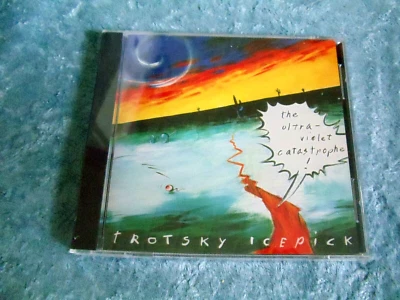 the
ultra-
violet
catastrophe
!
tROTSKY ICEPICK